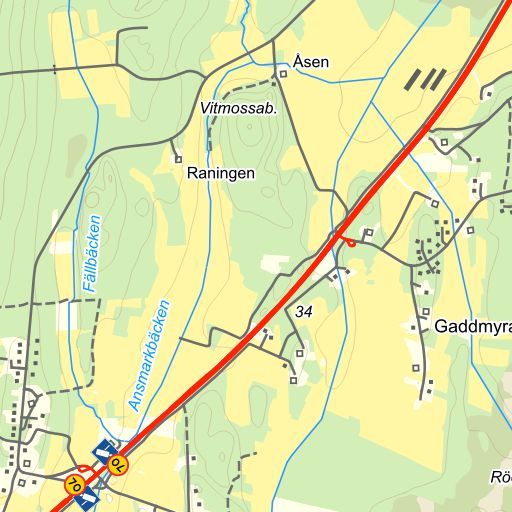 Åsen
Vitmossab.
Raningen
Fällbäcken
Ansmarkbäcken
34
Gaddmyra
70
70
Rö